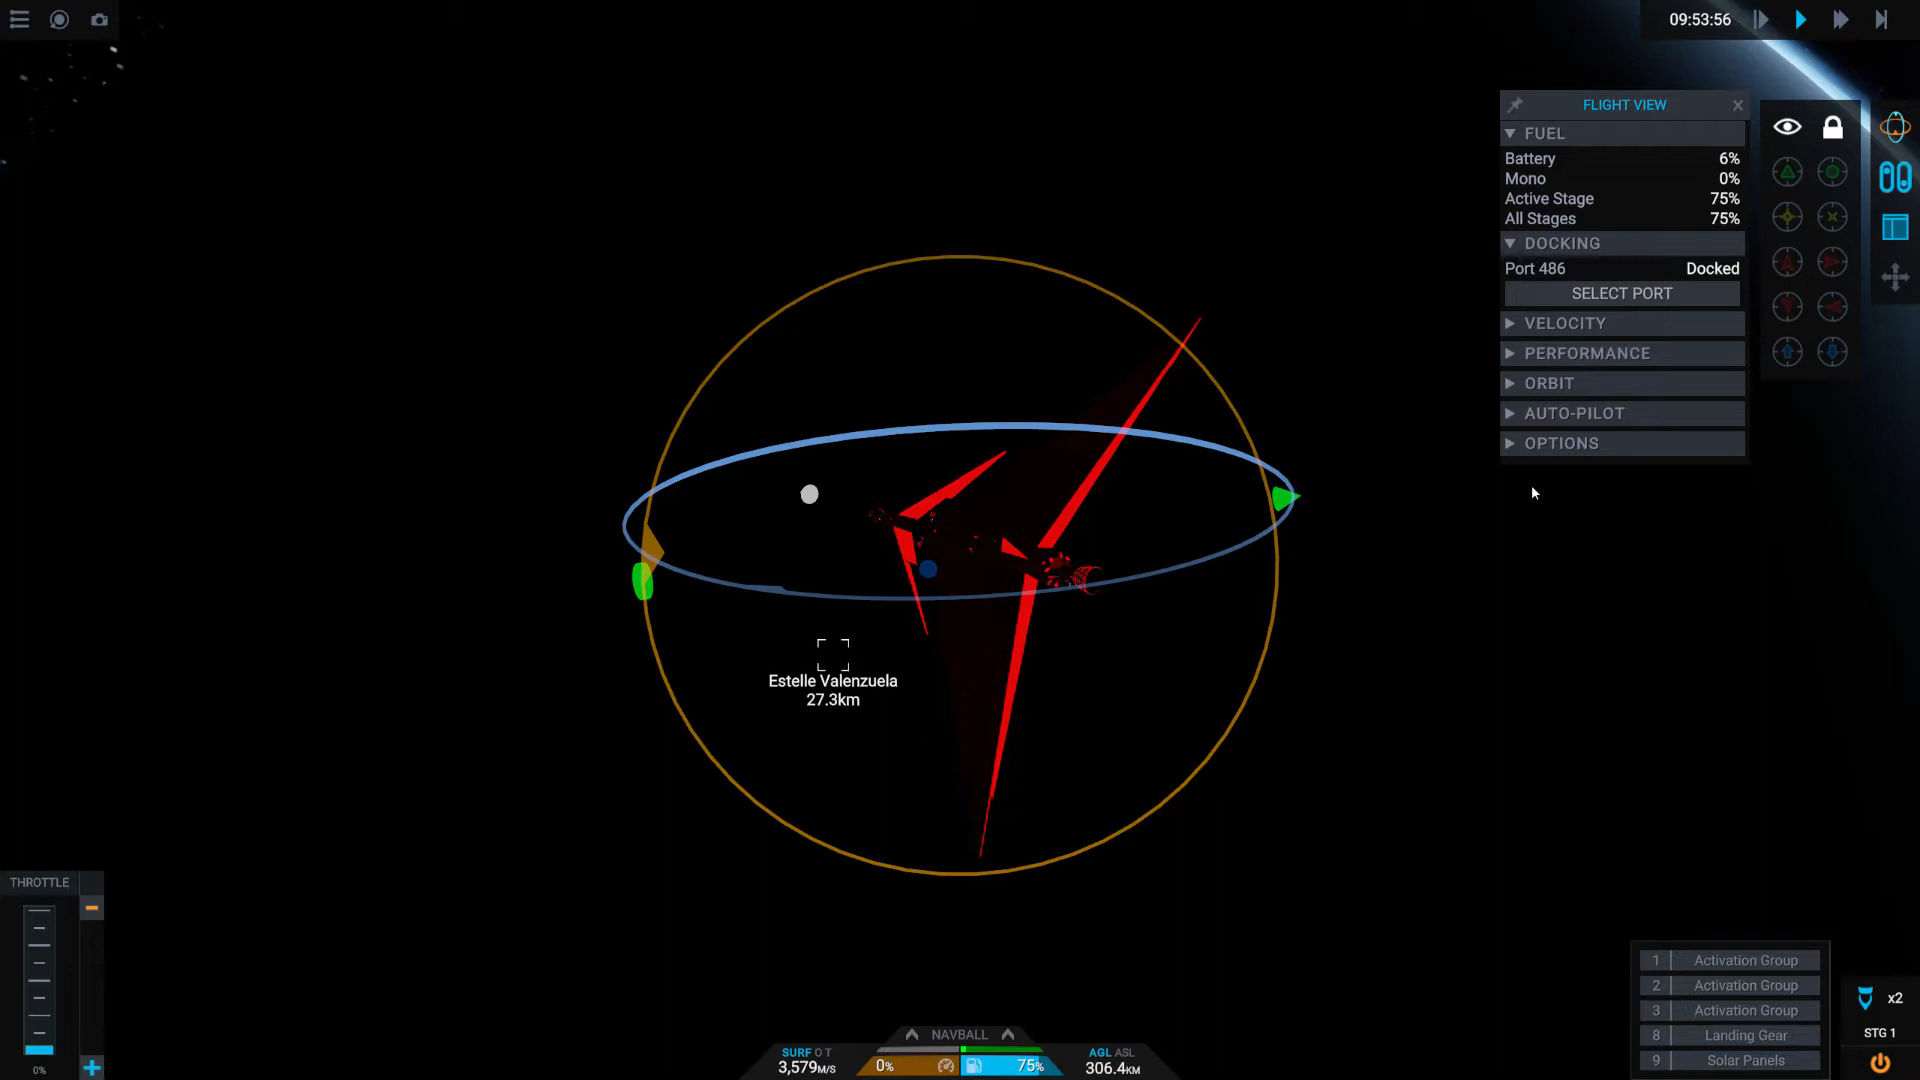 09:53:56
FLIGHT VIEW
FUEL
Battery 6%
Mono 0%
Active Stage 75%
All Stages 75%
DOCKING
Port 486 Docked
SELECT PORT
VELOCITY
PERFORMANCE
ORBIT
AUTO-PILOT
OPTIONS
Estelle Valenzuela
27.3km
THROTTLE
0%
NAVBALL
SURF O T
3,579M/S
0%
75%
AGL ASL
306.4KM
1 Activation Group
2 Activation Group
3 Activation Group
8 Landing Gear
9 Solar Panels
x2
STG 1